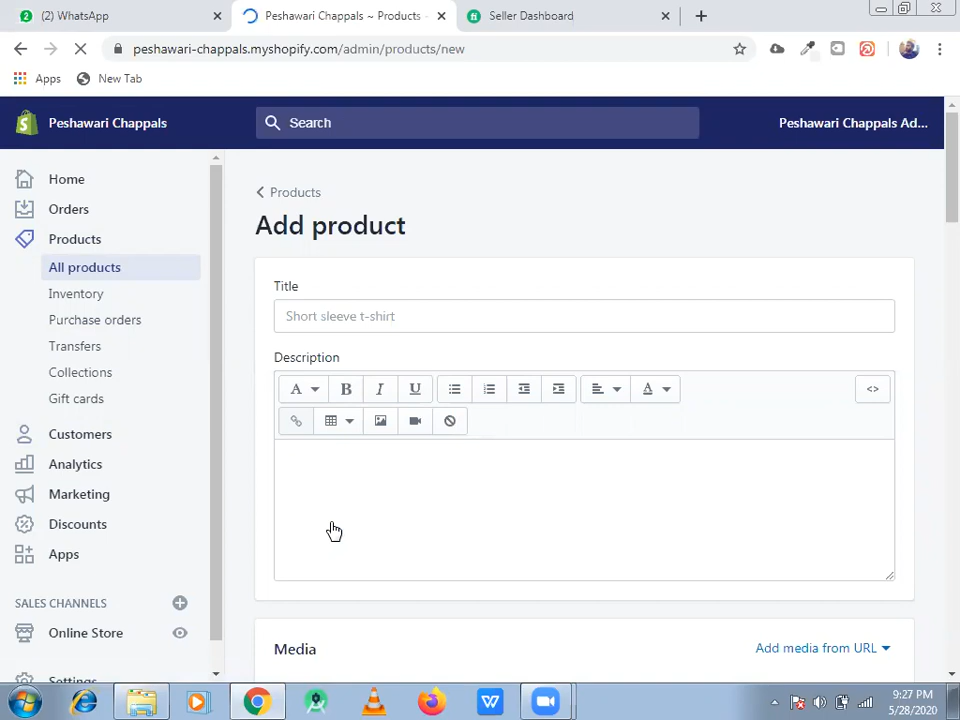 (2) WhatsApp
Peshawari Chappals ~ Products -
Seller Dashboard
peshawari-chappals.myshopify.com/admin/products/new
Apps
New Tab
Peshawari Chappals
Search
Peshawari Chappals Ad...
Home
Orders
Products
All products
Inventory
Purchase orders
Transfers
Collections
Gift cards
Customers
Analytics
Marketing
Discounts
Apps
SALES CHANNELS
Online Store
Settings
Products
Add product
Title
Short sleeve t-shirt
Description
Media
Add media from URL
9:27 PM
5/28/2020